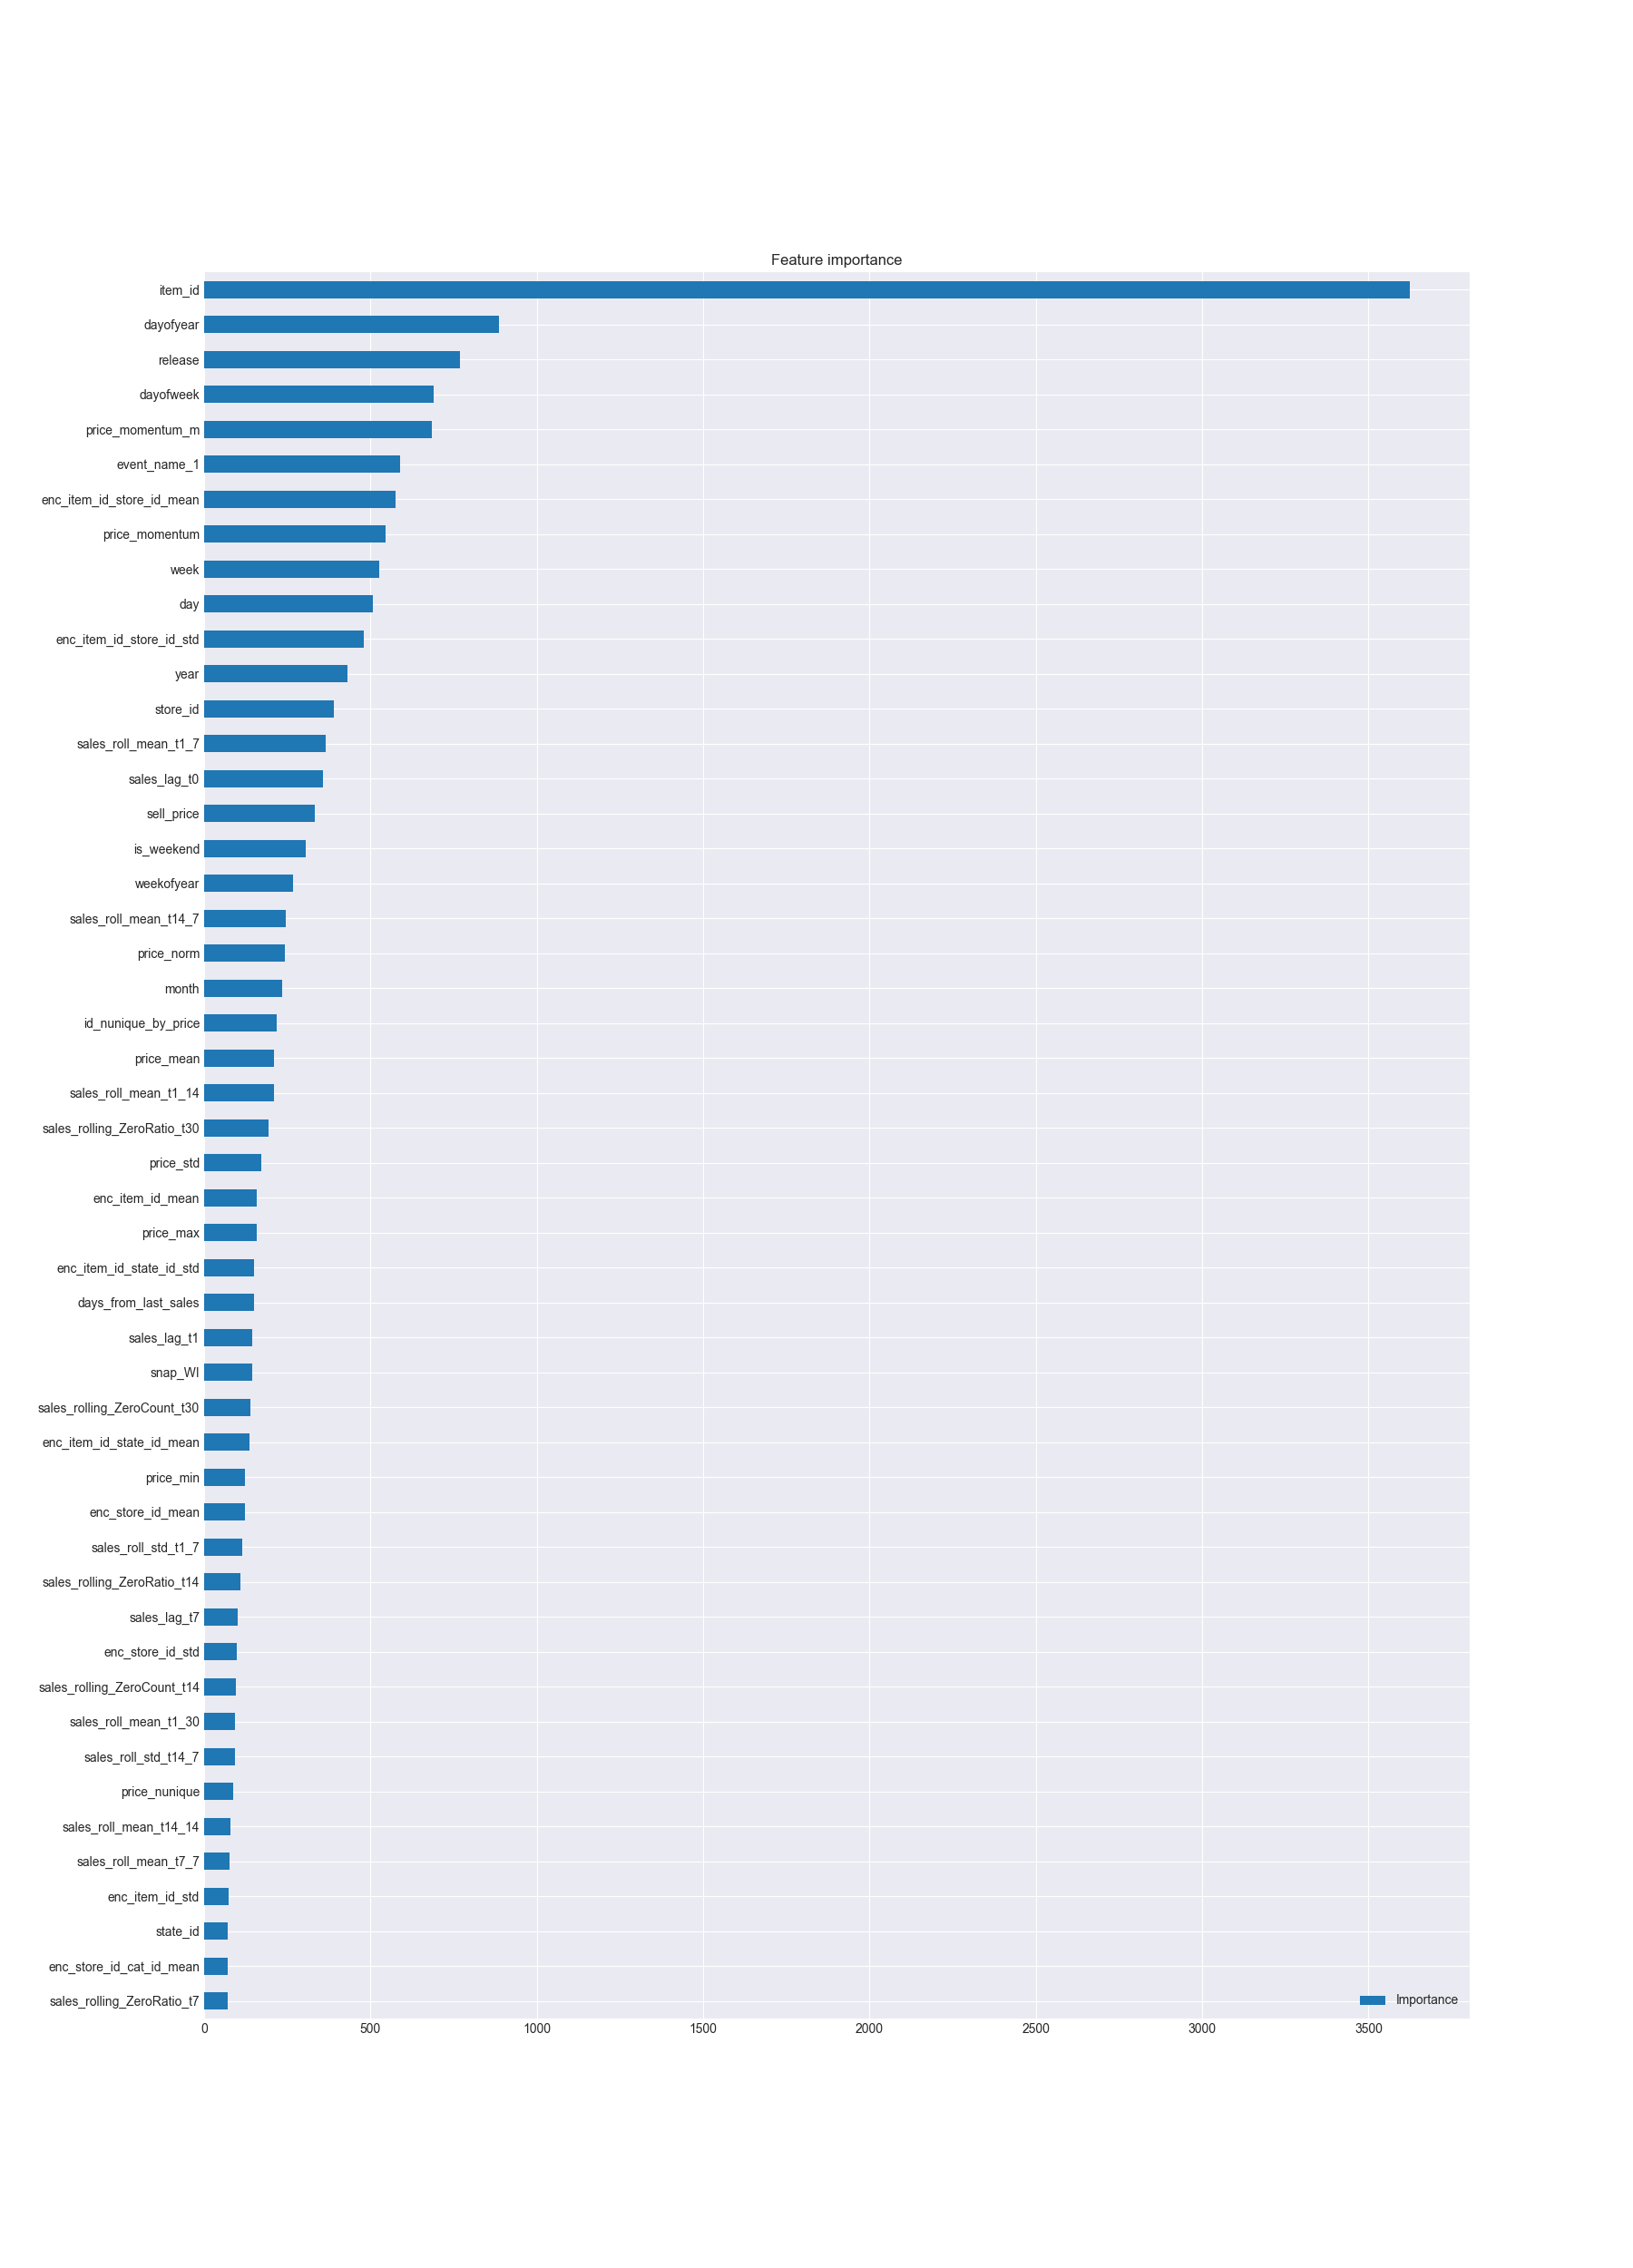 Feature importance
item_id
dayofyear
release
dayofweek
price_momentum_m
event_name_1
enc_item_id_store_id_mean
price_momentum
week
day
enc_item_id_store_id_std
year
store_id
sales_roll_mean_t1_7
sales_lag_t0
sell_price
is_weekend
weekofyear
sales_roll_mean_t14_7
price_norm
month
id_nunique_by_price
price_mean
sales_roll_mean_t1_14
sales_rolling_ZeroRatio_t30
price_std
enc_item_id_mean
price_max
enc_item_id_state_id_std
days_from_last_sales
sales_lag_t1
snap_WI
sales_rolling_ZeroCount_t30
enc_item_id_state_id_mean
price_min
enc_store_id_mean
sales_roll_std_t1_7
sales_rolling_ZeroRatio_t14
sales_lag_t7
enc_store_id_std
sales_rolling_ZeroCount_t14
sales_roll_mean_t1_30
sales_roll_std_t14_7
price_nunique
sales_roll_mean_t14_14
sales_roll_mean_t7_7
enc_item_id_std
state_id
enc_store_id_cat_id_mean
sales_rolling_ZeroRatio_t7
Importance
0 500 1000 1500 2000 2500 3000 3500